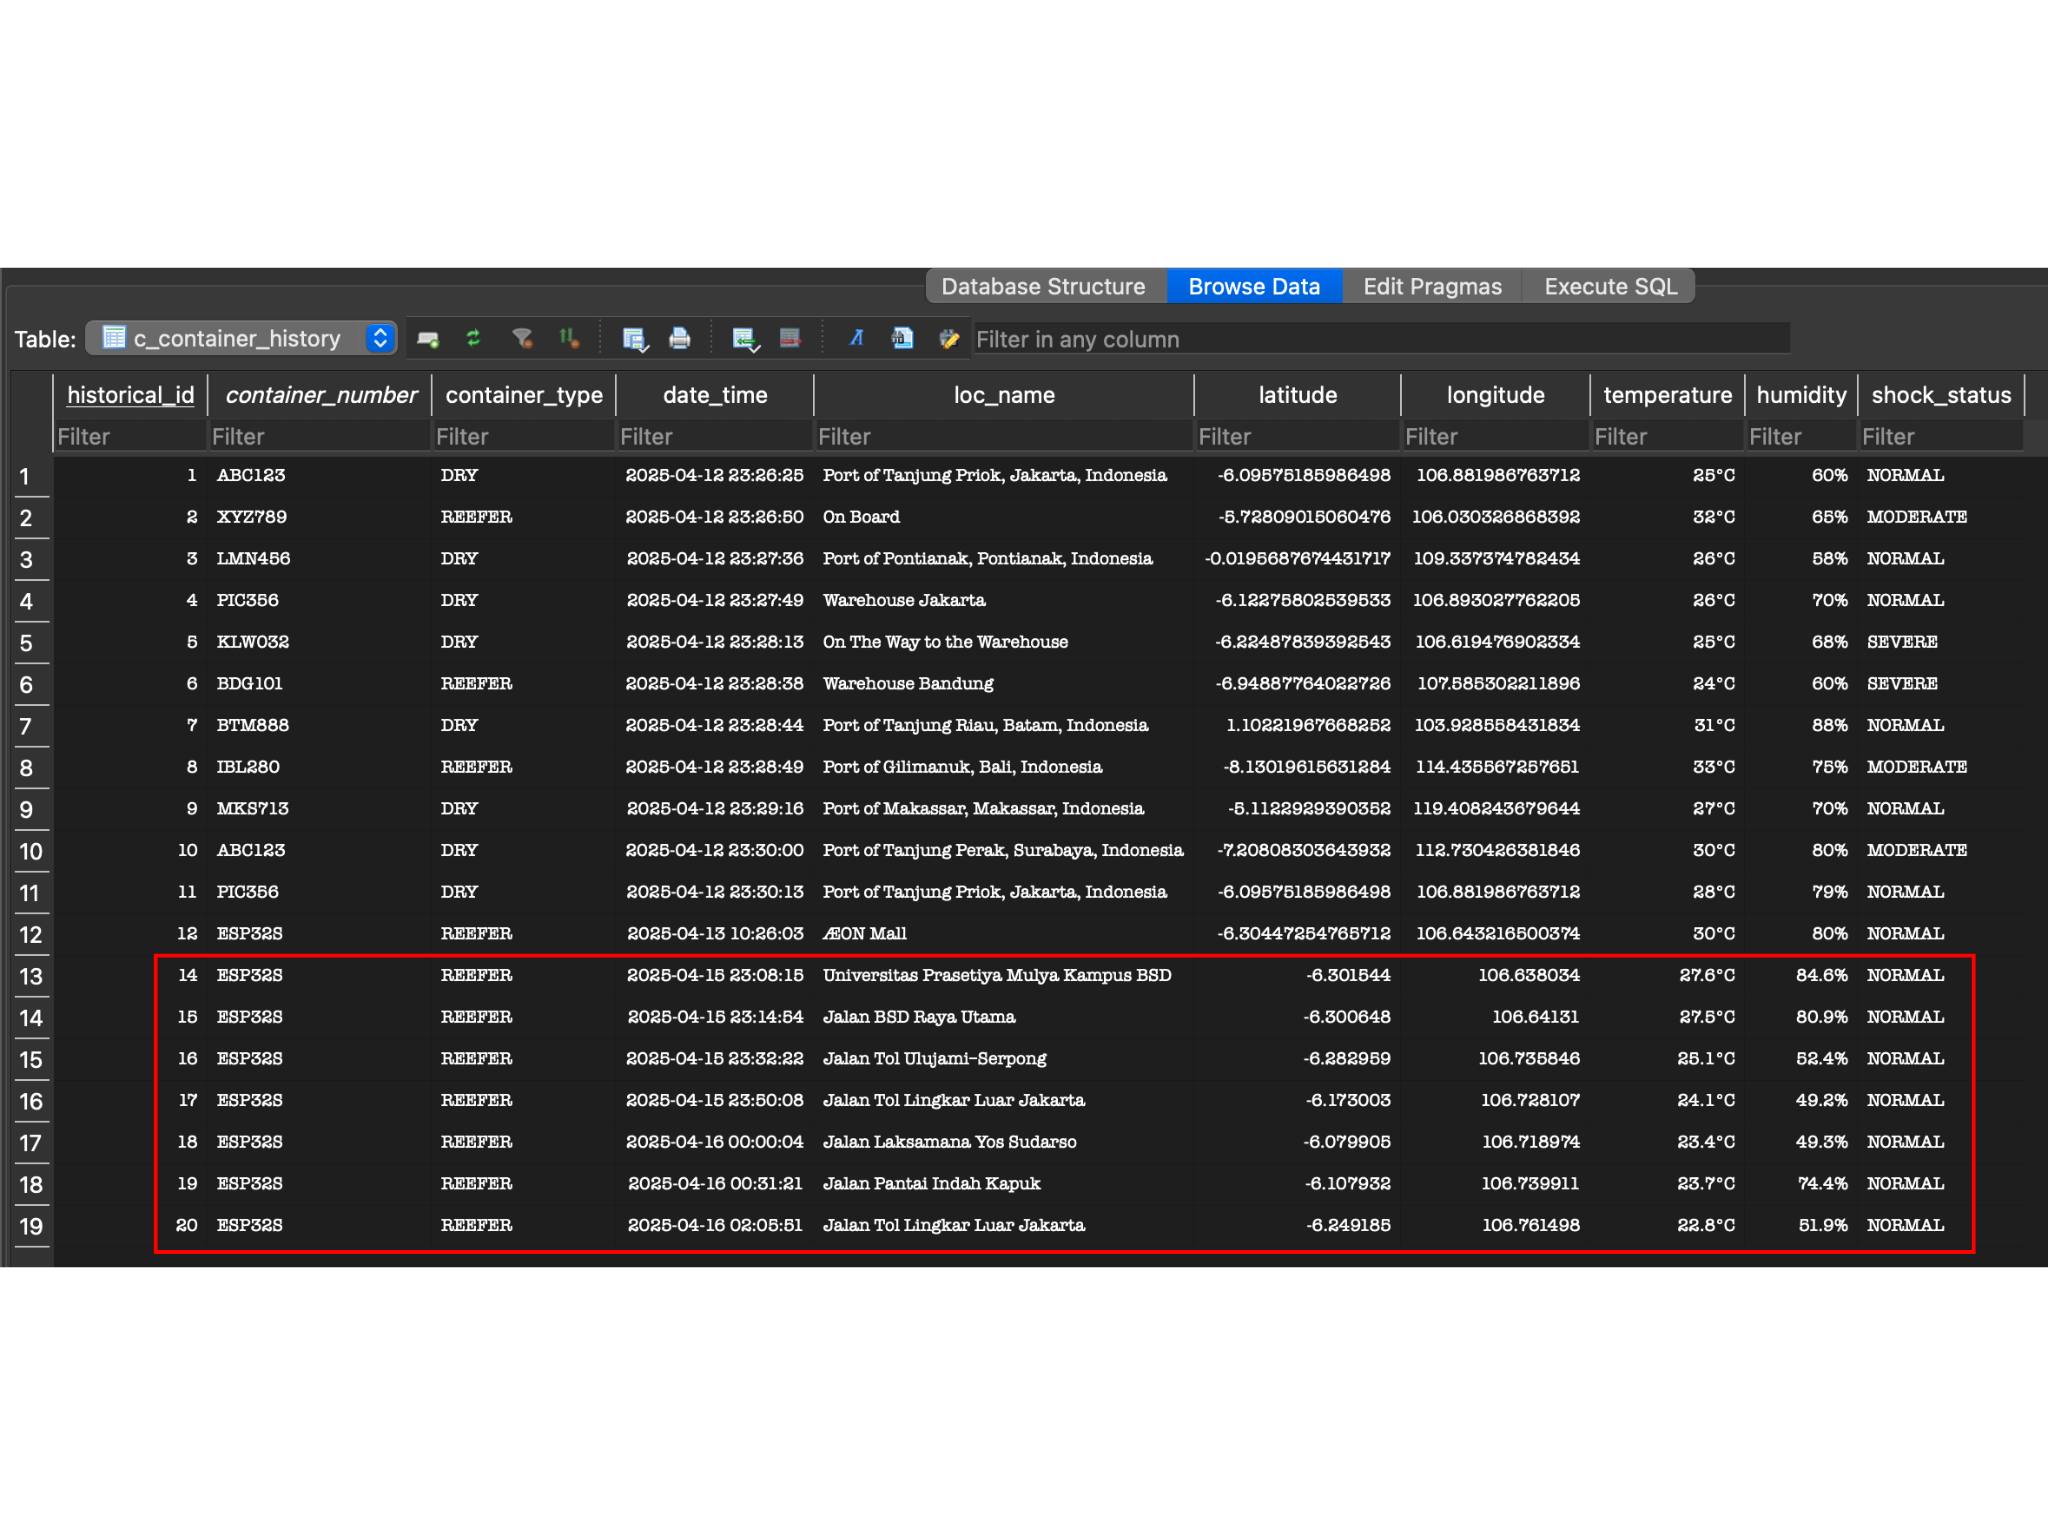 Database Structure Browse Data Edit Pragmas Execute SQL
Table: c_container_history Filter in any column
historical_id container_number container_type date_time loc_name latitude longitude temperature humidity shock_status
Filter Filter Filter Filter Filter Filter Filter Filter Filter Filter
1 1 ABC123 DRY 2025-04-12 23:26:25 Port of Tanjung Priok, Jakarta, Indonesia -6.09575185986498 106.881986763712 25°C 60% NORMAL
2 2 XYZ789 REEFER 2025-04-12 23:26:50 On Board -5.72809015060476 106.030326868392 32°C 65% MODERATE
3 3 LMN456 DRY 2025-04-12 23:27:36 Port of Pontianak, Pontianak, Indonesia -0.0195687674431717 109.337374782434 26°C 58% NORMAL
4 4 PIC356 DRY 2025-04-12 23:27:49 Warehouse Jakarta -6.12275802539533 106.893027762205 26°C 70% NORMAL
5 5 KLW032 DRY 2025-04-12 23:28:13 On The Way to the Warehouse -6.22487839392543 106.619476902334 25°C 68% SEVERE
6 6 BDG101 REEFER 2025-04-12 23:28:38 Warehouse Bandung -6.94887764022726 107.585302211896 24°C 60% SEVERE
7 7 BTM888 DRY 2025-04-12 23:28:44 Port of Tanjung Riau, Batam, Indonesia 1.10221967668252 103.928558431834 31°C 88% NORMAL
8 8 IBL280 REEFER 2025-04-12 23:28:49 Port of Gilimanuk, Bali, Indonesia -8.13019615631284 114.435567257651 33°C 75% MODERATE
9 9 MKS713 DRY 2025-04-12 23:29:16 Port of Makassar, Makassar, Indonesia -5.1122929390352 119.408243679644 27°C 70% NORMAL
10 10 ABC123 DRY 2025-04-12 23:30:00 Port of Tanjung Perak, Surabaya, Indonesia -7.20808303643932 112.730426381846 30°C 80% MODERATE
11 11 PIC356 DRY 2025-04-12 23:30:13 Port of Tanjung Priok, Jakarta, Indonesia -6.09575185986498 106.881986763712 28°C 79% NORMAL
12 12 ESP32S REEFER 2025-04-13 10:26:03 ÆON Mall -6.30447254765712 106.643216500374 30°C 80% NORMAL
13 14 ESP32S REEFER 2025-04-15 23:08:15 Universitas Prasetiya Mulya Kampus BSD -6.301544 106.638034 27.6°C 84.6% NORMAL
14 15 ESP32S REEFER 2025-04-15 23:14:54 Jalan BSD Raya Utama -6.300648 106.64131 27.5°C 80.9% NORMAL
15 16 ESP32S REEFER 2025-04-15 23:32:22 Jalan Tol Ulujami–Serpong -6.282959 106.735846 25.1°C 52.4% NORMAL
16 17 ESP32S REEFER 2025-04-15 23:50:08 Jalan Tol Lingkar Luar Jakarta -6.173003 106.728107 24.1°C 49.2% NORMAL
17 18 ESP32S REEFER 2025-04-16 00:00:04 Jalan Laksamana Yos Sudarso -6.079905 106.718974 23.4°C 49.3% NORMAL
18 19 ESP32S REEFER 2025-04-16 00:31:21 Jalan Pantai Indah Kapuk -6.107932 106.739911 23.7°C 74.4% NORMAL
19 20 ESP32S REEFER 2025-04-16 02:05:51 Jalan Tol Lingkar Luar Jakarta -6.249185 106.761498 22.8°C 51.9% NORMAL